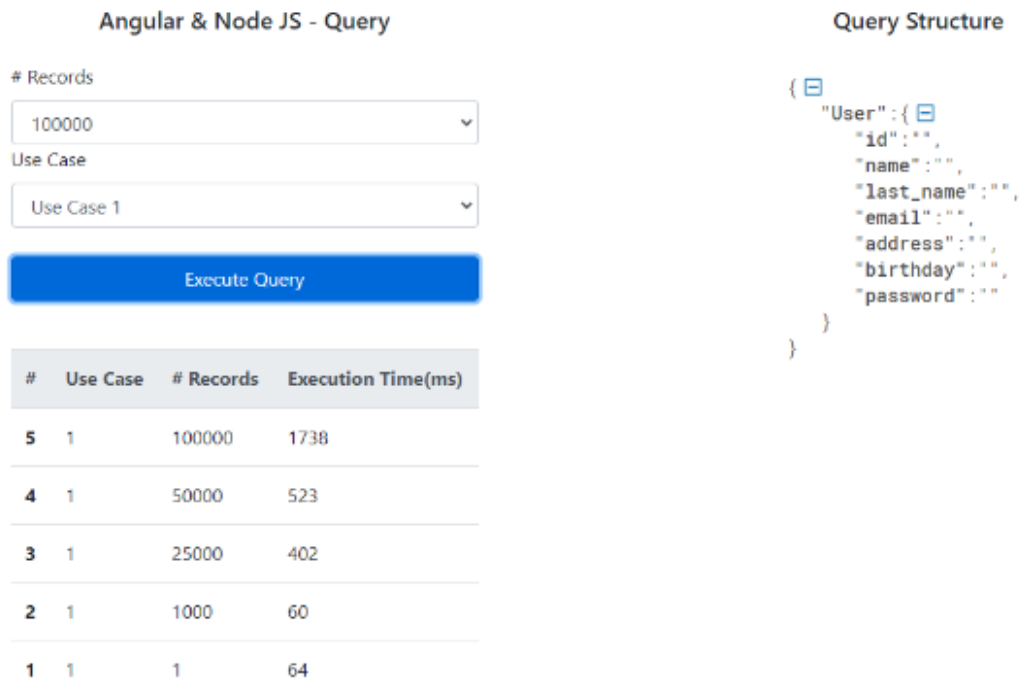 Angular & Node JS - Query
# Records
100000
Use Case
Use Case 1
Execute Query
# Use Case # Records Execution Time(ms)
5 1 100000 1738
4 1 50000 523
3 1 25000 402
2 1 1000 60
1 1 1 64
Query Structure
{
"User":{
"id":"",
"name":"",
"last_name":"",
"email":"",
"address":"",
"birthday":"",
"password":""
}
}